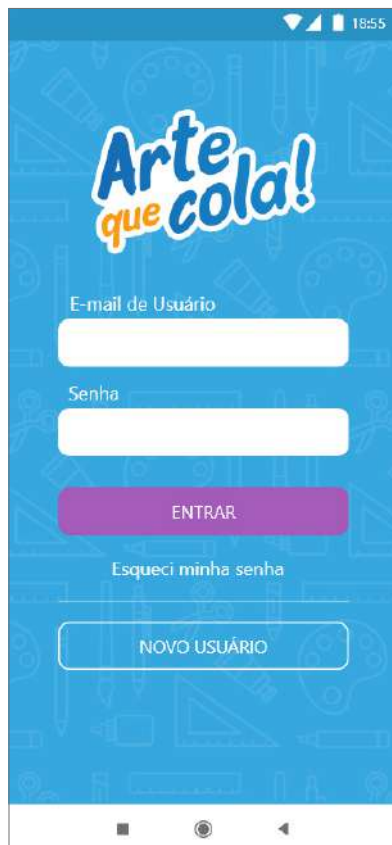 18:55
Arte
que cola!
E-mail de Usuário
Senha
ENTRAR
Esqueci minha senha
NOVO USUÁRIO